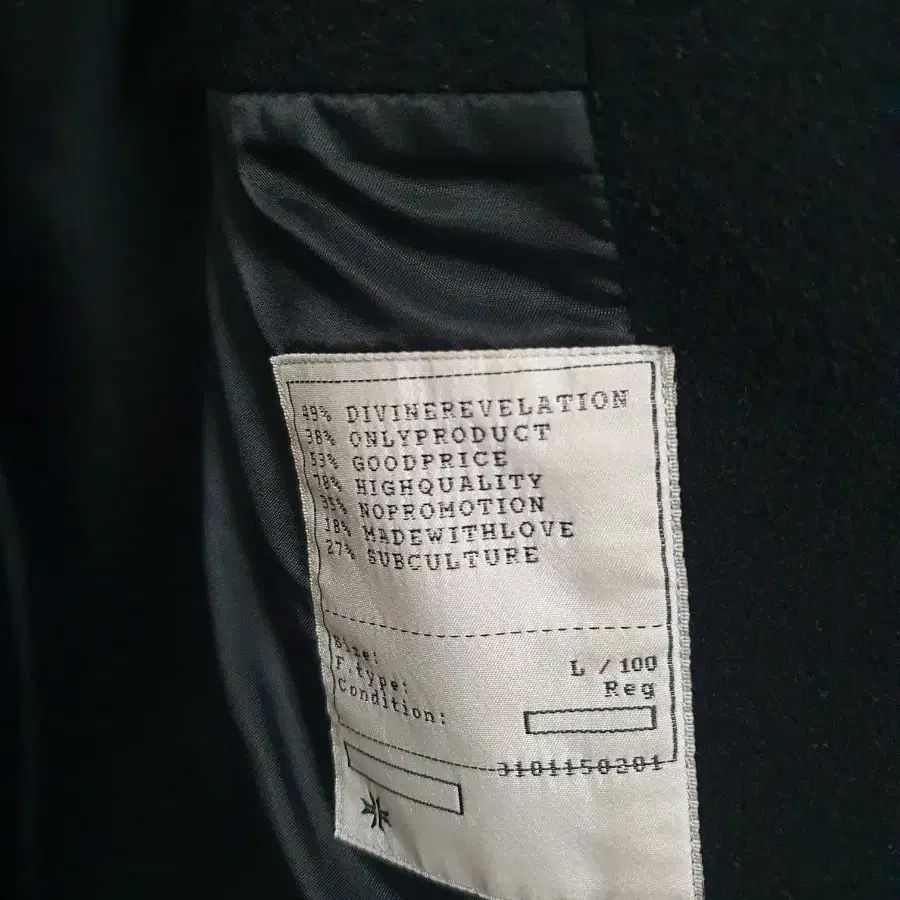 49% DIVINEREVELATION
38% ONLYPRODUCT
53% GOODPRICE
78% HIGHQUALITY
35% NOPROMOTION
18% MADEWITHLOVE
27% SUBCULTURE
Size: L / 100
F.type: Reg
Condition:
3101150201